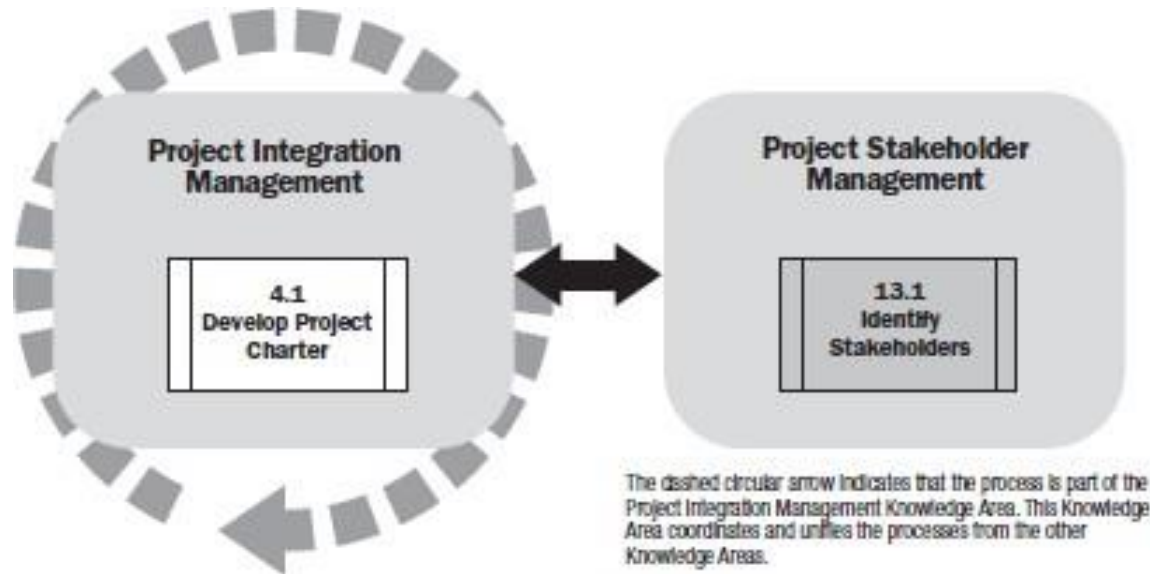 Project Integration
Management
4.1
Develop Project
Charter
Project Stakeholder
Management
13.1
Identify
Stakeholders
The dashed circular arrow indicates that the process is part of the
Project Integration Management Knowledge Area. This Knowledge
Area coordinates and unifies the processes from the other
Knowledge Areas.